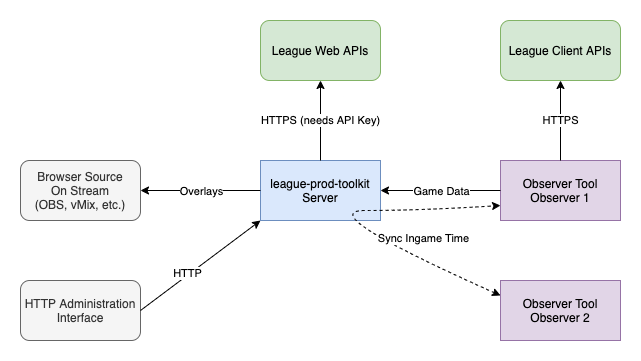 League Web APIs
League Client APIs
HTTPS (needs API Key)
HTTPS
Browser Source
On Stream
(OBS, vMix, etc.)
Overlays
league-prod-toolkit
Server
Game Data
Observer Tool
Observer 1
Sync Ingame Time
HTTP
HTTP Administration
Interface
Observer Tool
Observer 2